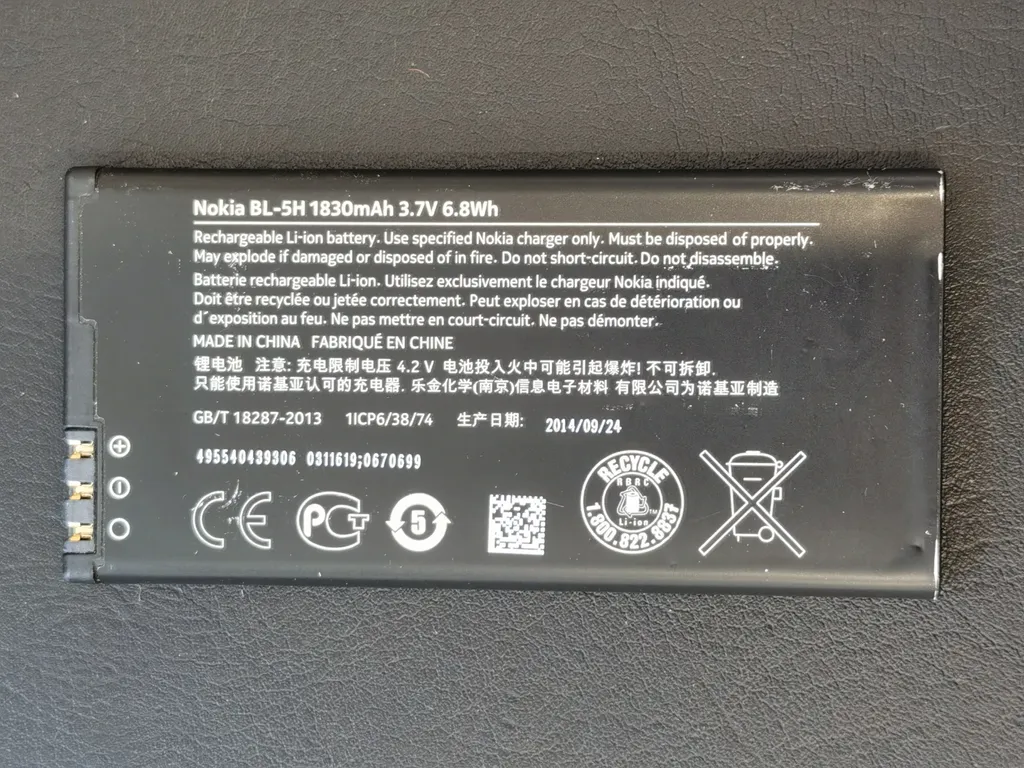 Nokia BL-5H 1830mAh 3.7V 6.8Wh
Rechargeable Li-ion battery. Use specified Nokia charger only. Must be disposed of properly.
May explode if damaged or disposed of in fire. Do not short-circuit. Do not disassemble.
Batterie rechargeable Li-ion. Utilisez exclusivement le chargeur Nokia indiqué.
Doit être recyclée ou jetée correctement. Peut exploser en cas de détérioration ou
d´exposition au feu. Ne pas mettre en court-circuit. Ne pas démonter.
MADE IN CHINA FABRIQUÉ EN CHINE
锂电池 注意: 充电限制电压 4.2 V 电池投入火中可能引起爆炸! 不可拆卸.
只能使用诺基亚认可的充电器. 乐金化学(南京)信息电子材料 有限公司为诺基亚制造
GB/T 18287-2013 1ICP6/38/74 生产日期: 2014/09/24
495540439306 0311619;0670699
CE PCT 5
RECYCLE
RBRC
Li-ion
TM
1.800.822.8837